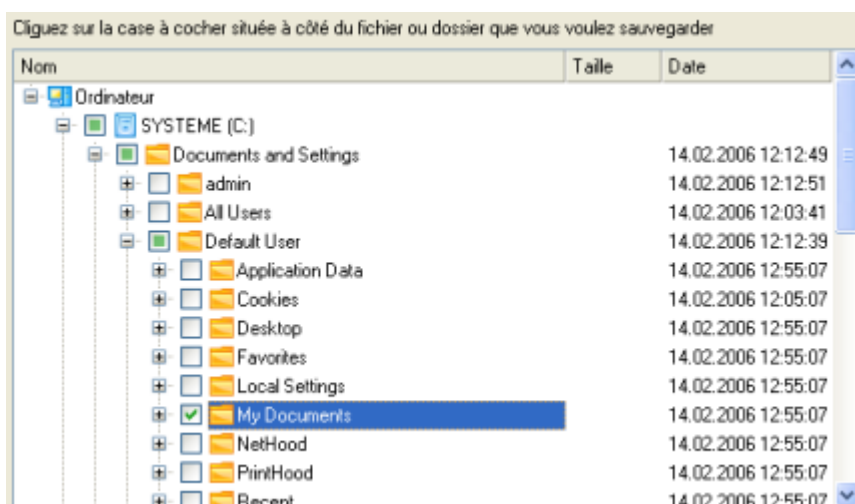 Cliquez sur la case à cocher située à côté du fichier ou dossier que vous voulez sauvegarder
Nom Taille Date
Ordinateur
SYSTEME (C:)
Documents and Settings 14.02.2006 12:12:49
admin 14.02.2006 12:12:51
All Users 14.02.2006 12:03:41
Default User 14.02.2006 12:12:39
Application Data 14.02.2006 12:55:07
Cookies 14.02.2006 12:05:07
Desktop 14.02.2006 12:55:07
Favorites 14.02.2006 12:55:07
Local Settings 14.02.2006 12:55:07
My Documents 14.02.2006 12:55:07
NetHood 14.02.2006 12:55:07
PrintHood 14.02.2006 12:55:07
Recent 14.02.2006 12:55:07